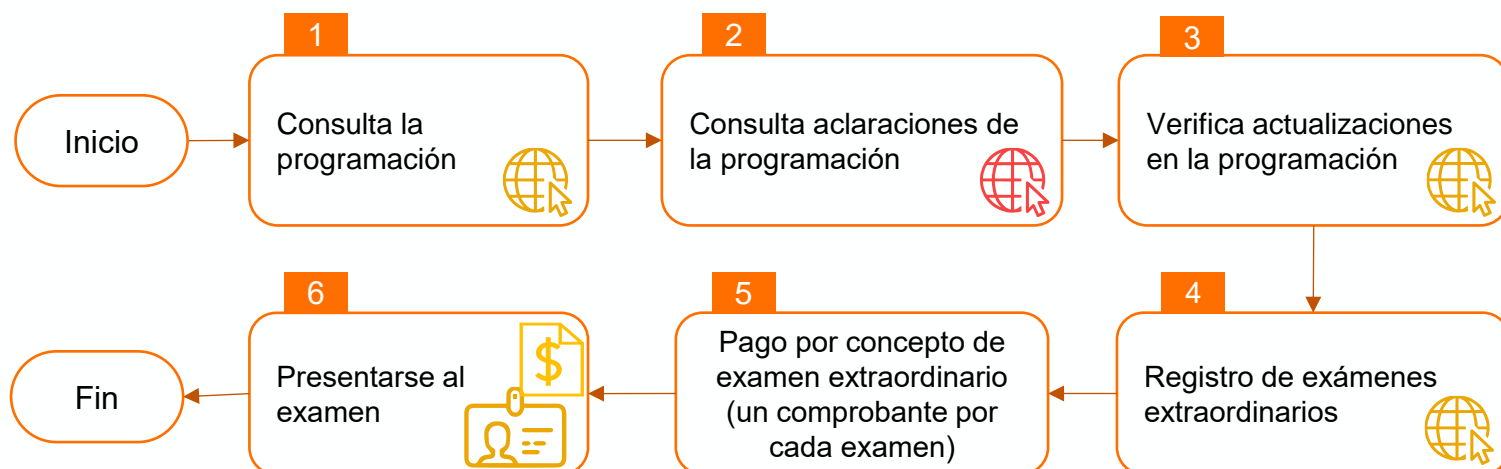 Inicio
1
Consulta la
programación
2
Consulta aclaraciones de
la programación
3
Verifica actualizaciones
en la programación
4
Registro de exámenes
extraordinarios
5
Pago por concepto de
examen extraordinario
(un comprobante por
cada examen)
6
Presentarse al
examen
$
Fin